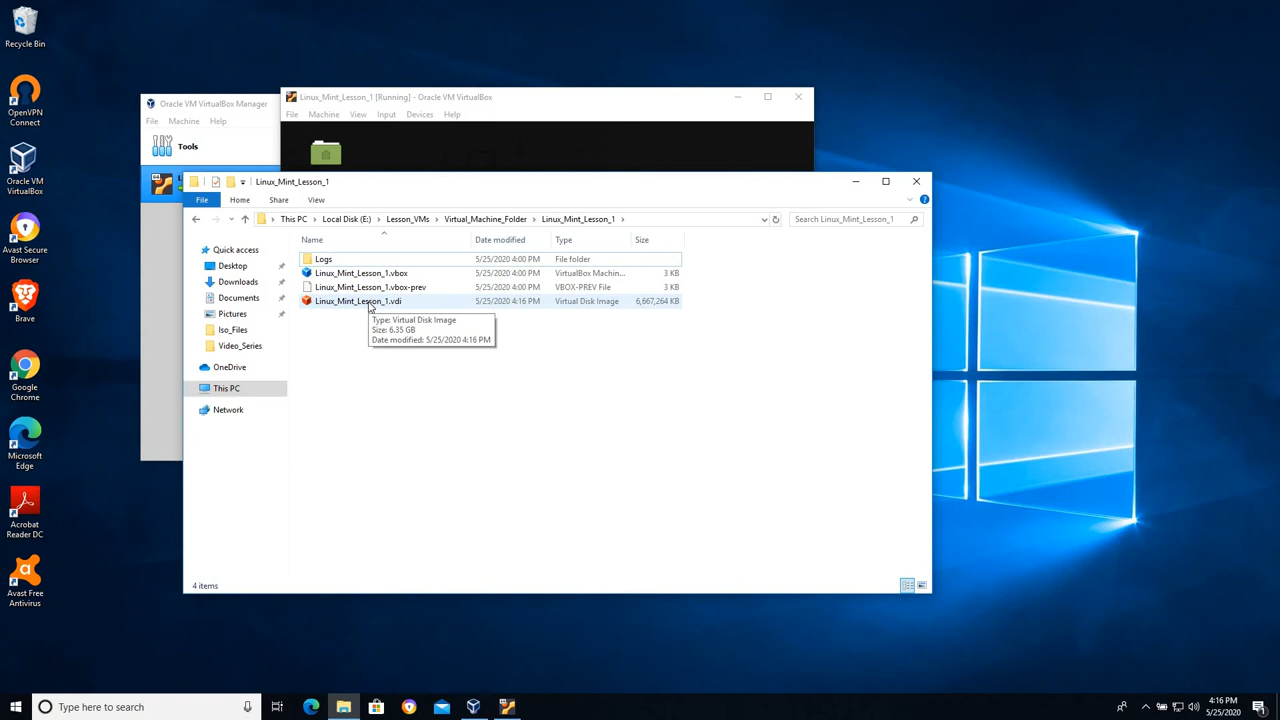 Recycle Bin
OpenVPN
Connect
Oracle VM
VirtualBox
Avast Secure
Browser
Brave
Google
Chrome
Microsoft
Edge
Acrobat
Reader DC
Avast Free
Antivirus
Oracle VM VirtualBox Manager
File Machine Help
Tools
64
Linux_Mint_Lesson_1 [Running] - Oracle VM VirtualBox
File Machine View Input Devices Help
Linux_Mint_Lesson_1
File Home Share View
This PC Local Disk (E:) Lesson_VMs Virtual_Machine_Folder Linux_Mint_Lesson_1
Search Linux_Mint_Lesson_1
Quick access
Desktop
Downloads
Documents
Pictures
Iso_Files
Video_Series
OneDrive
This PC
Network
Name Date modified Type Size
Logs 5/25/2020 4:00 PM File folder
Linux_Mint_Lesson_1.vbox 5/25/2020 4:00 PM VirtualBox Machin... 3 KB
Linux_Mint_Lesson_1.vbox-prev 5/25/2020 4:00 PM VBOX-PREV File 3 KB
Linux_Mint_Lesson_1.vdi 5/25/2020 4:16 PM Virtual Disk Image 6,667,264 KB
Type: Virtual Disk Image
Size: 6.35 GB
Date modified: 5/25/2020 4:16 PM
4 items
Type here to search
4:16 PM
5/25/2020
1